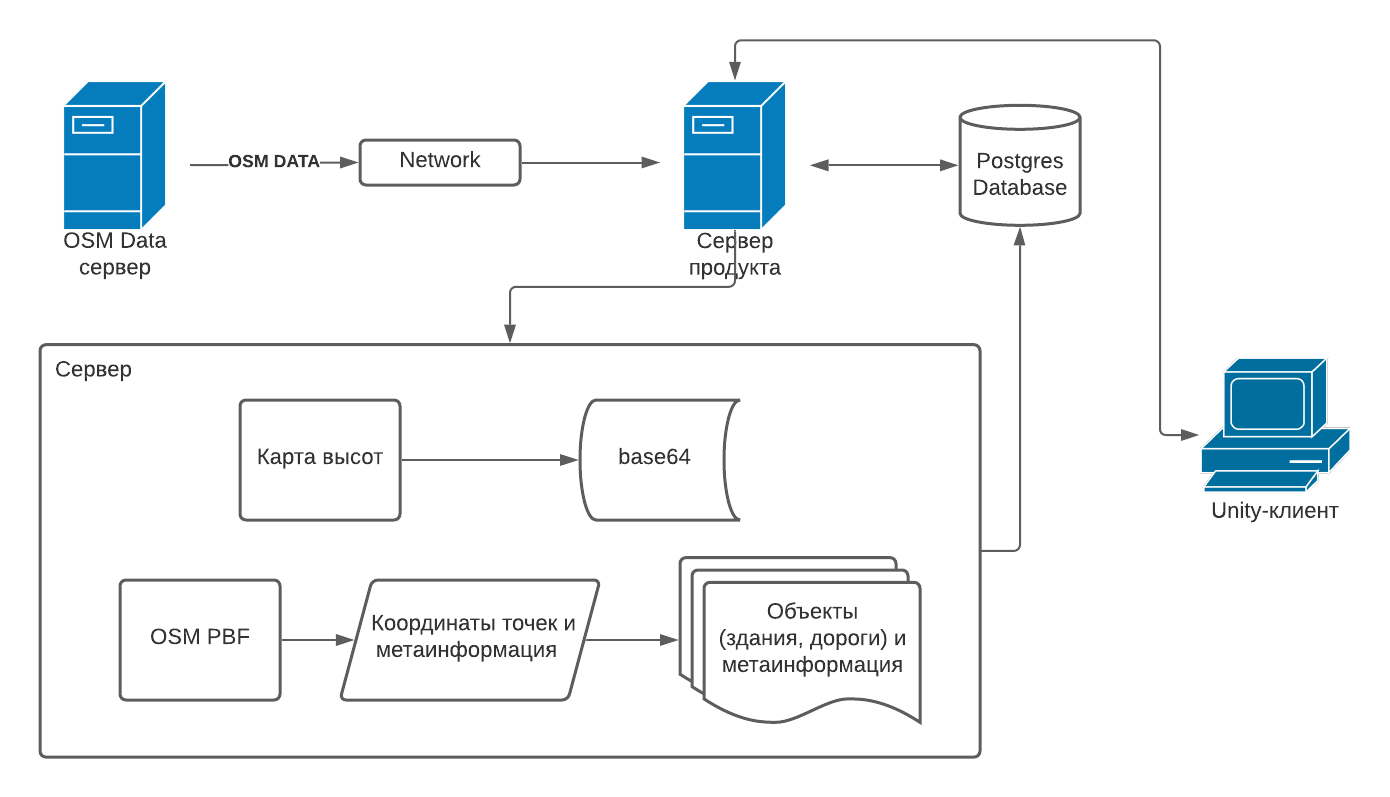 OSM DATA
Network
Postgres
Database
OSM Data
сервер
Сервер
продукта
Сервер
Карта высот
base64
Unity-клиент
OSM PBF
Координаты точек и
метаинформация
Объекты
(здания, дороги) и
метаинформация